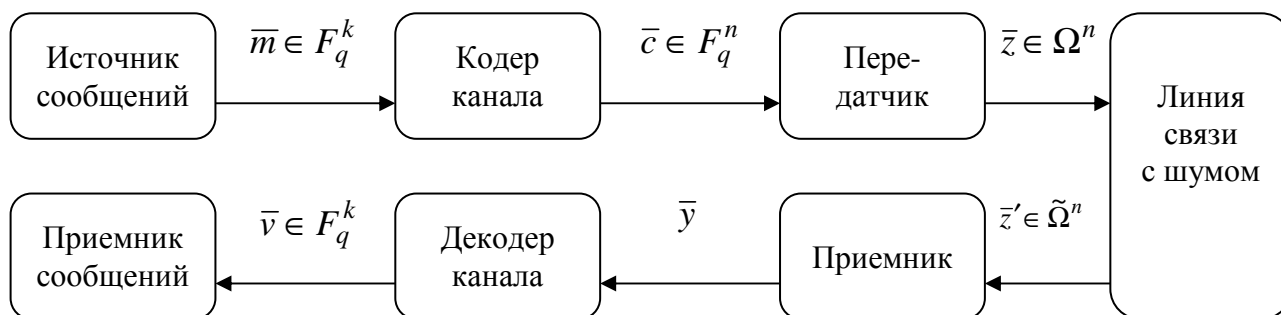 Источник
сообщений
m̅ ∈ F_q^k
Кодер
канала
c̅ ∈ F_q^n
Пере-
датчик
z̅ ∈ Ω^n
Линия
связи
с шумом
Приемник
сообщений
v̅ ∈ F_q^k
Декодер
канала
y̅
Приемник
z̅′ ∈ Ω̃^n